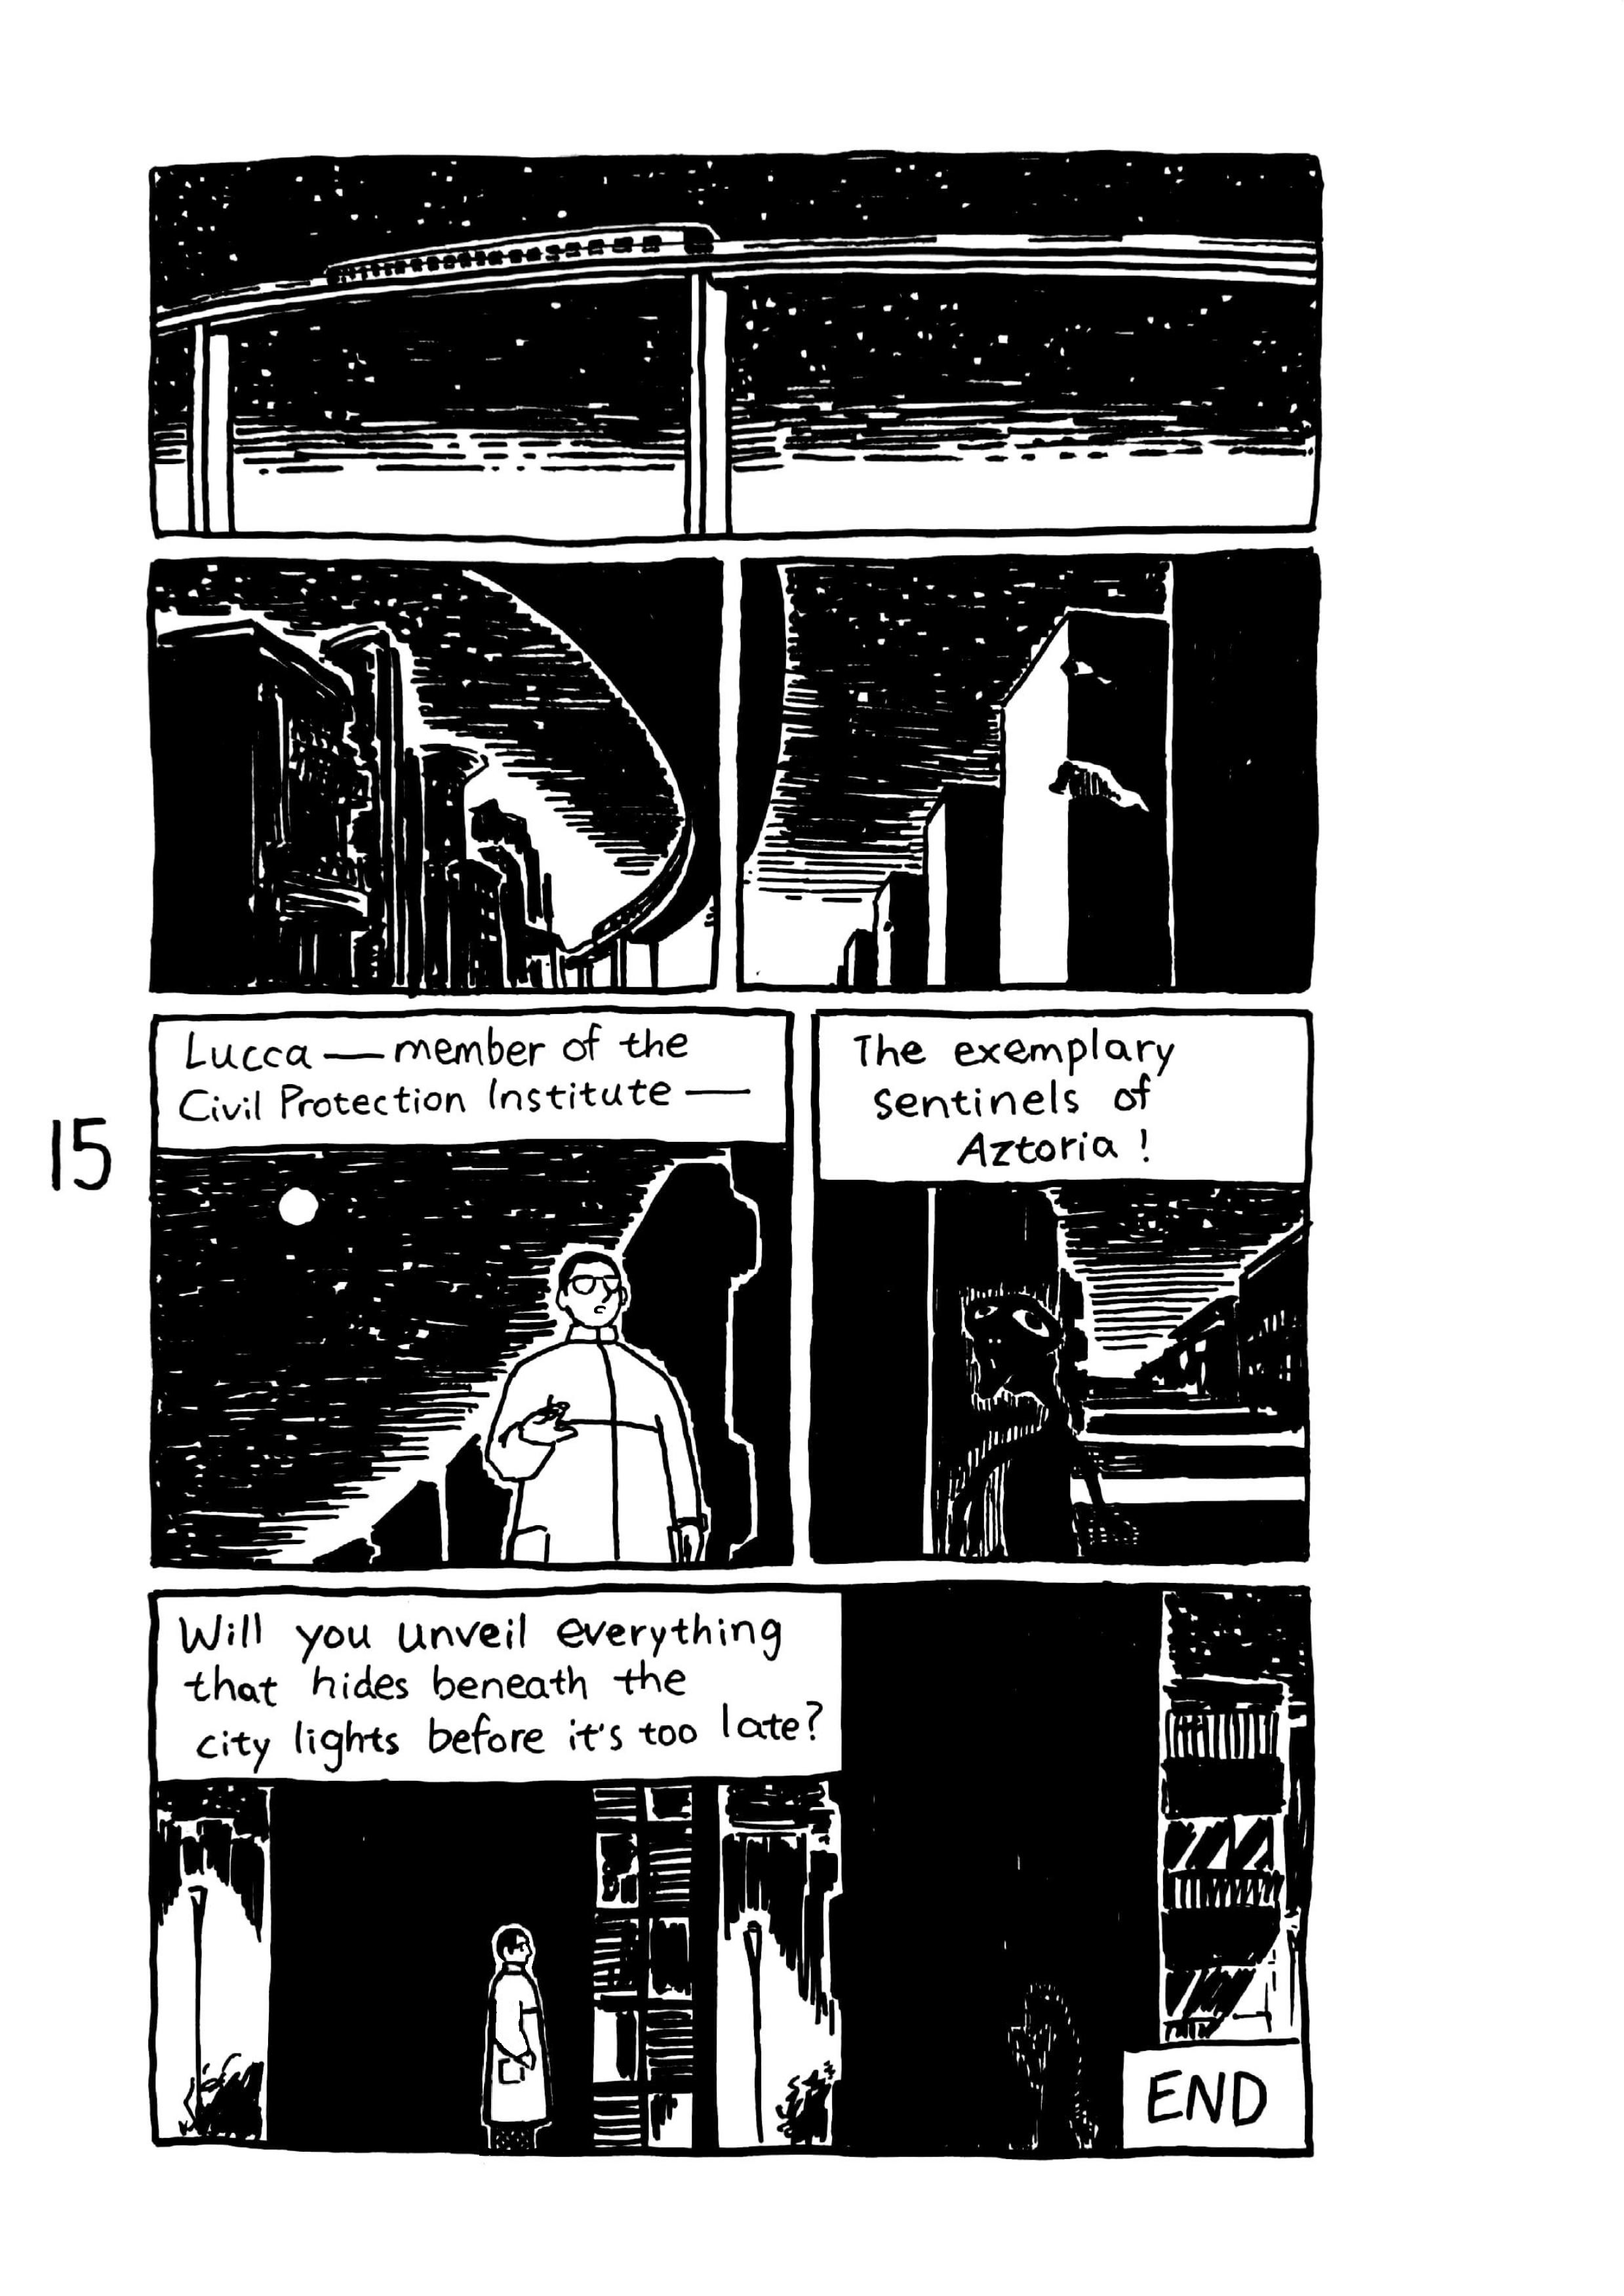 Lucca — member of the
Civil Protection Institute —
The exemplary
sentinels of
Aztoria!
15
Will you unveil everything
that hides beneath the
city lights before it's too late?
END